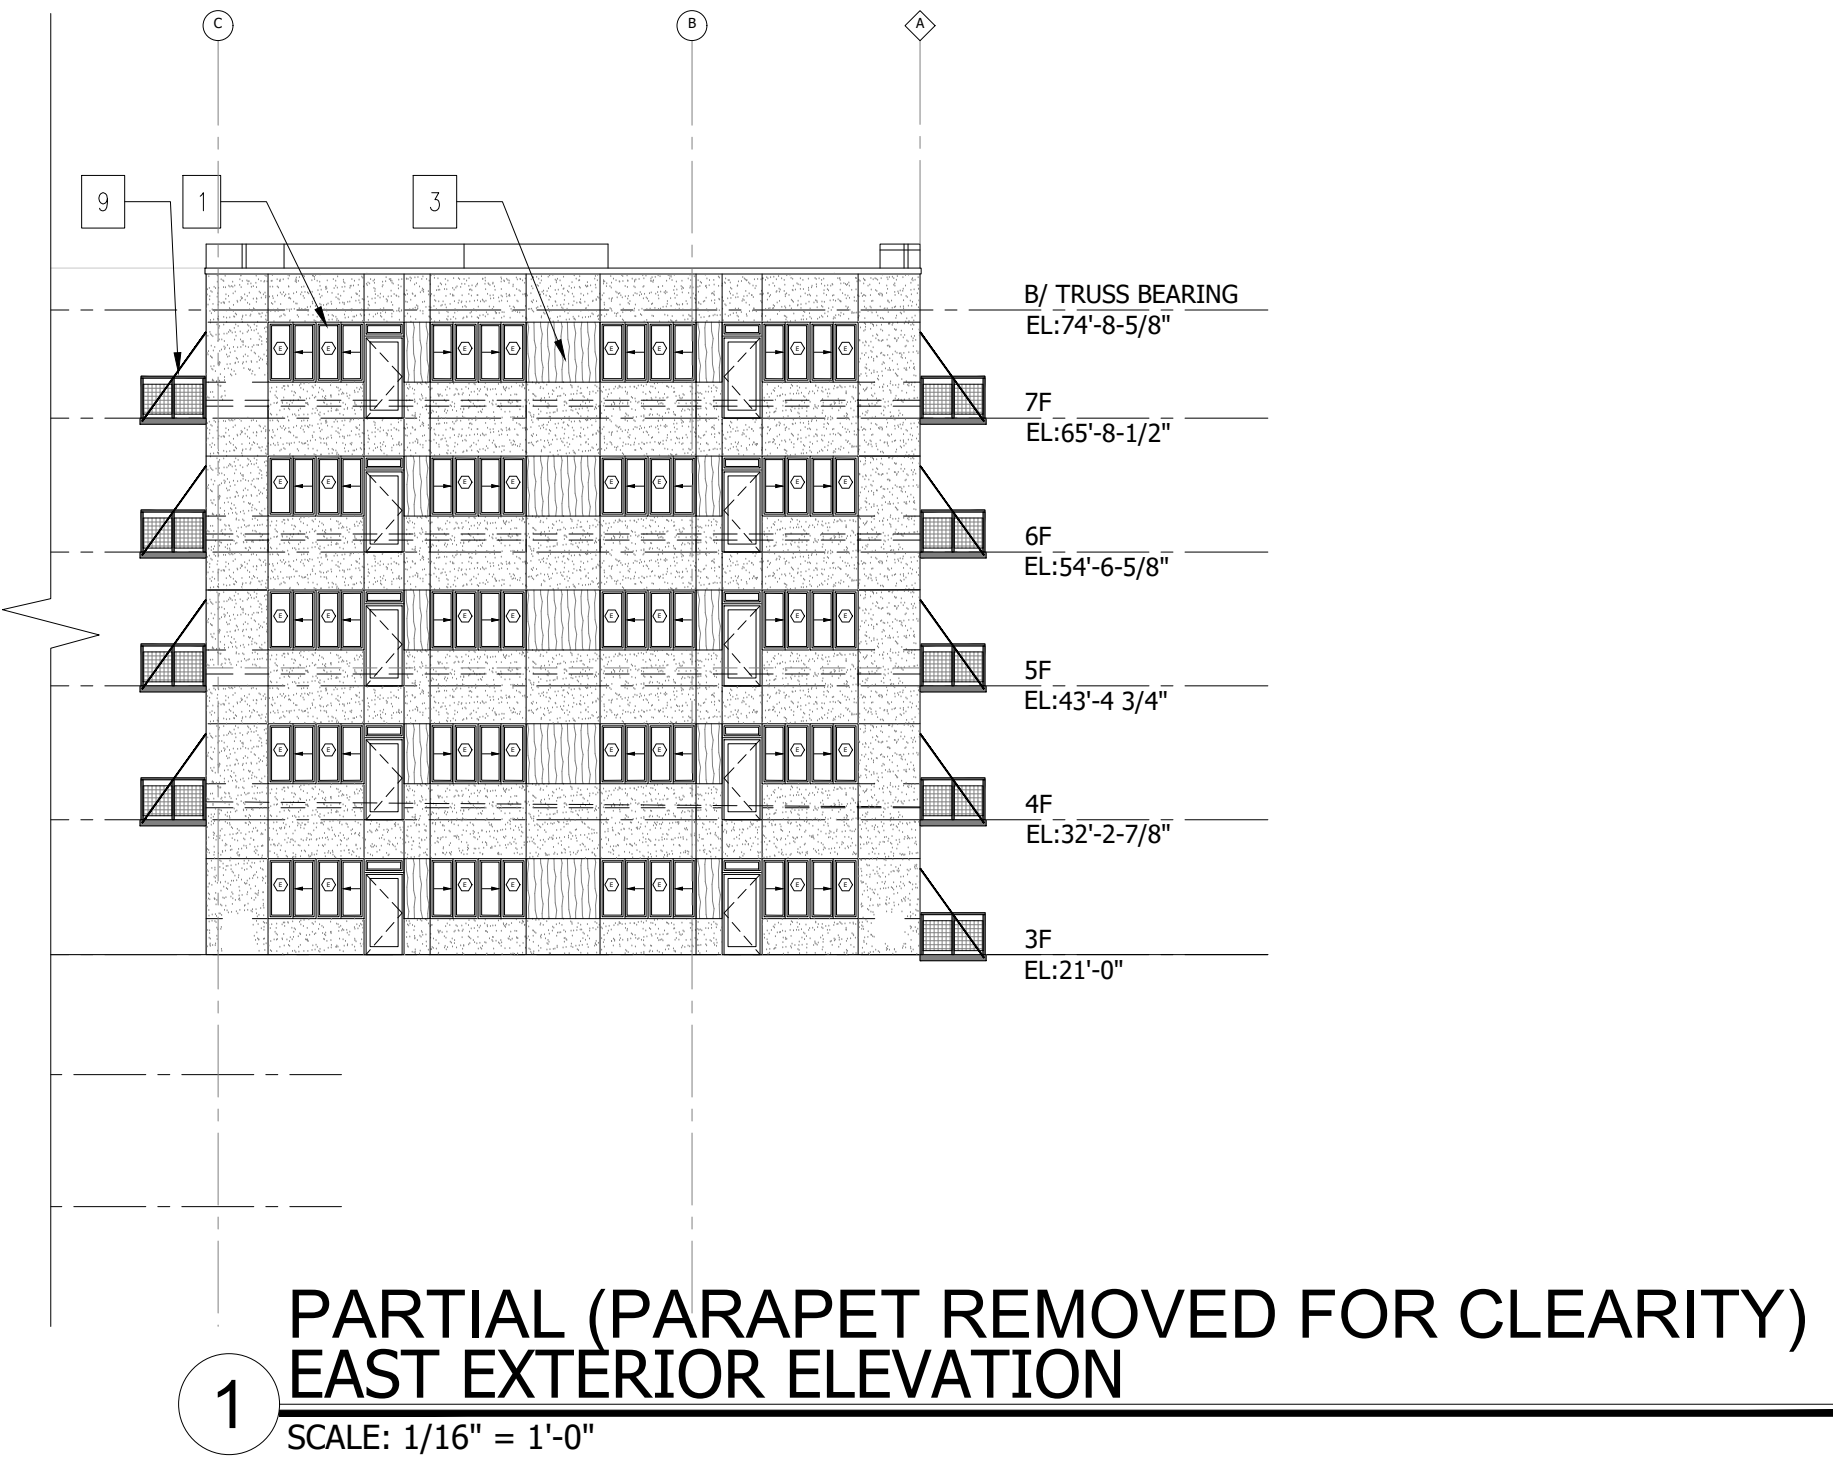 C B A
9 1 3
B/ TRUSS BEARING
EL:74'-8-5/8"
E E E E E E E E
7F
EL:65'-8-1/2"
E E E E E E E E
6F
EL:54'-6-5/8"
E E E E E E E E
5F
EL:43'-4 3/4"
E E E E E E E E
4F
EL:32'-2-7/8"
E E E E E E E E
3F
EL:21'-0"
PARTIAL (PARAPET REMOVED FOR CLEARITY)
1 EAST EXTERIOR ELEVATION
SCALE: 1/16" = 1'-0"